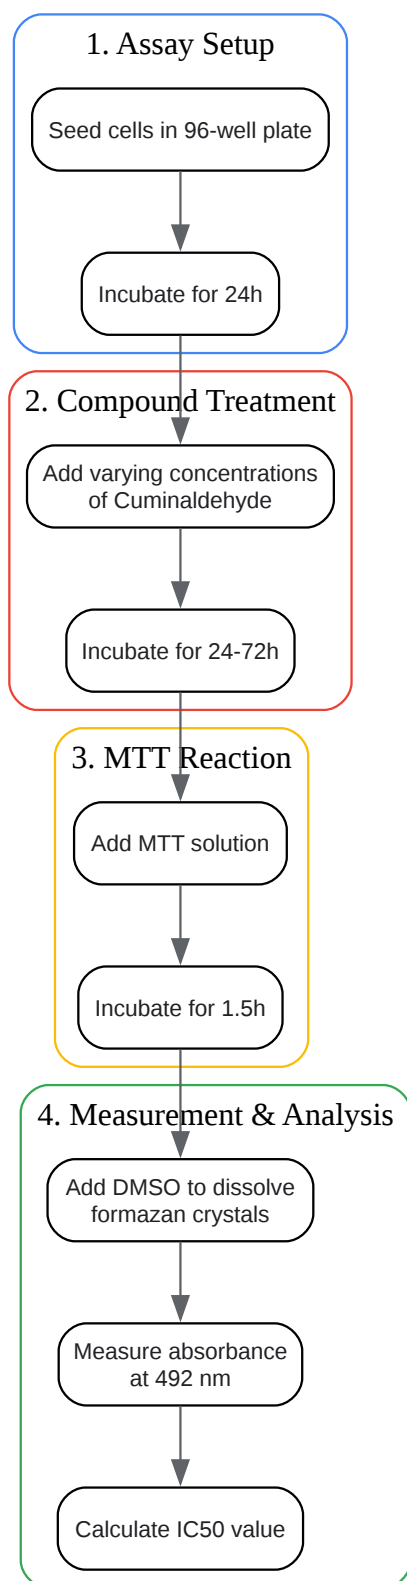 1. Assay Setup
Seed cells in 96-well plate
Incubate for 24h
2. Compound Treatment
Add varying concentrations
of Cuminaldehyde
Incubate for 24-72h
3. MTT Reaction
Add MTT solution
Incubate for 1.5h
4. Measurement & Analysis
Add DMSO to dissolve
formazan crystals
Measure absorbance
at 492 nm
Calculate IC50 value